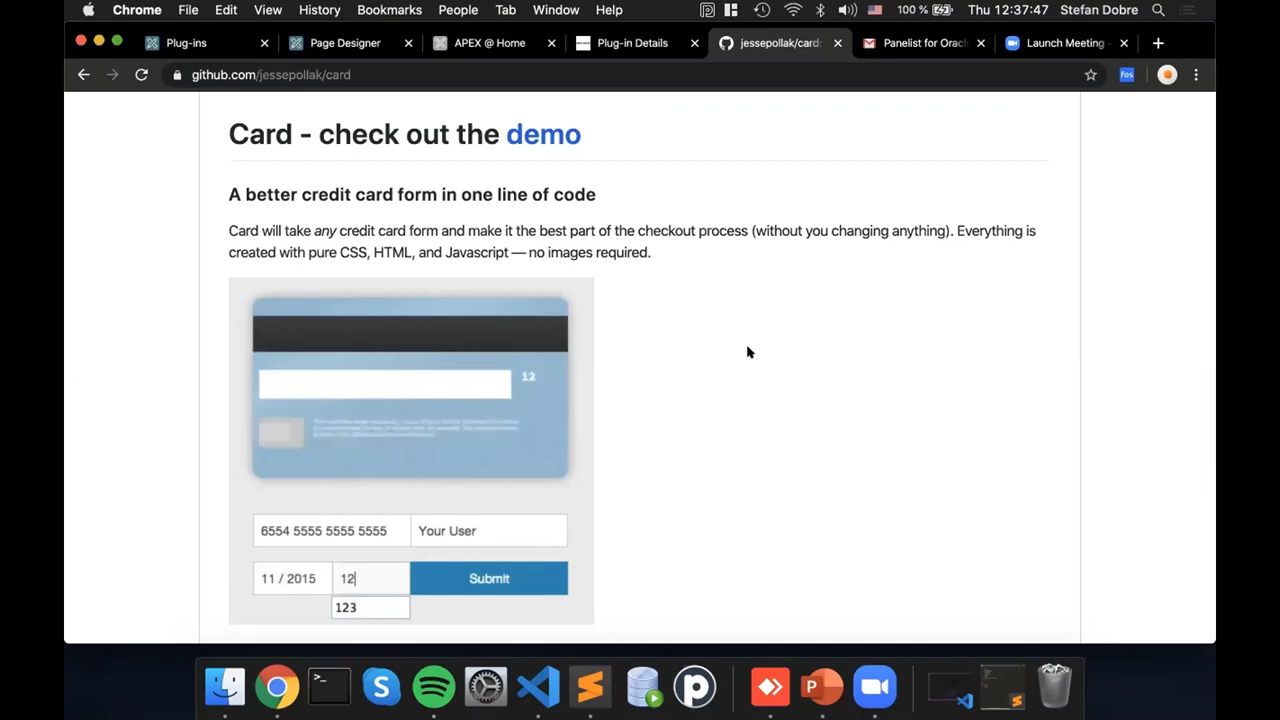 Chrome File Edit View History Bookmarks People Tab Window Help 100 % Thu 12:37:47 Stefan Dobre
Plug-ins Page Designer APEX @ Home Plug-in Details jessepollak/card: Panelist for Oracl Launch Meeting -
github.com/jessepollak/card fos
Card - check out the demo
A better credit card form in one line of code
Card will take any credit card form and make it the best part of the checkout process (without you changing anything). Everything is
created with pure CSS, HTML, and Javascript — no images required.
12
6554 5555 5555 5555 Your User
11 / 2015 12 Submit
123